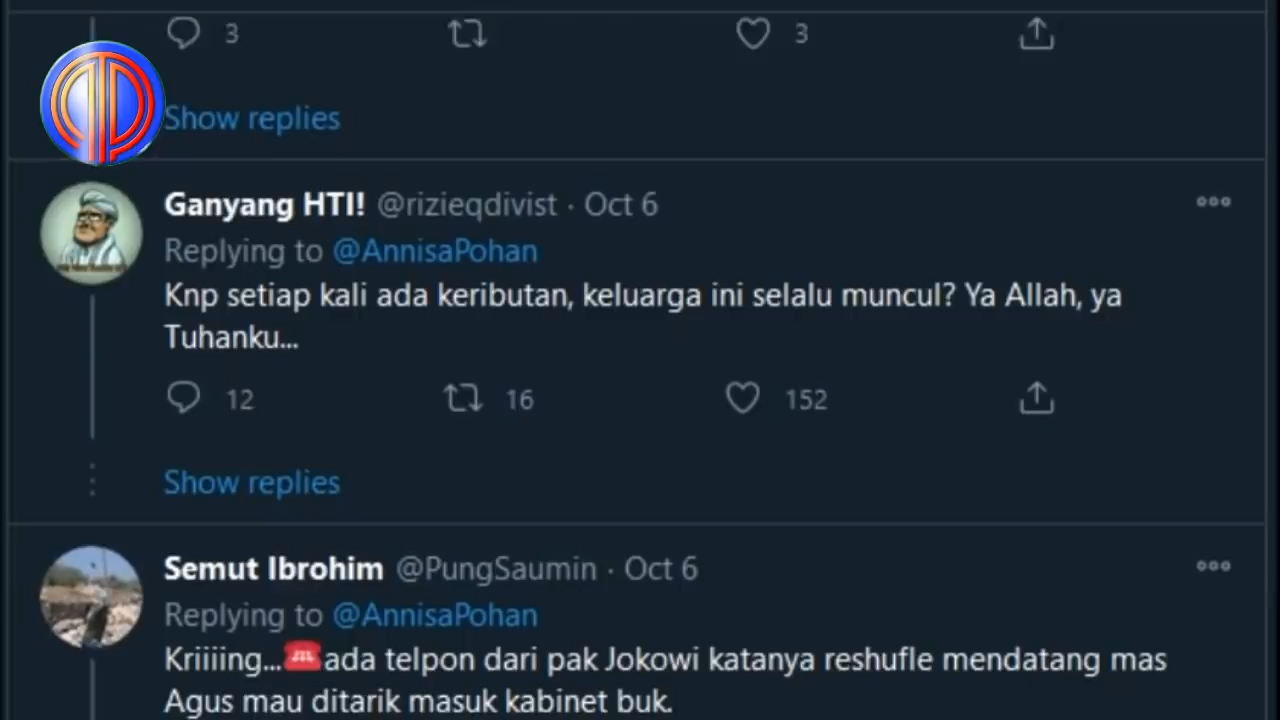 3 3
Show replies
Ganyang HTI! @rizieqdivist · Oct 6
Replying to @AnnisaPohan
Knp setiap kali ada keributan, keluarga ini selalu muncul? Ya Allah, ya
Tuhanku...
12 16 152
Show replies
Semut Ibrohim @PungSaumin · Oct 6
Replying to @AnnisaPohan
Kriiiing...☎️ada telpon dari pak Jokowi katanya reshufle mendatang mas
Agus mau ditarik masuk kabinet buk.